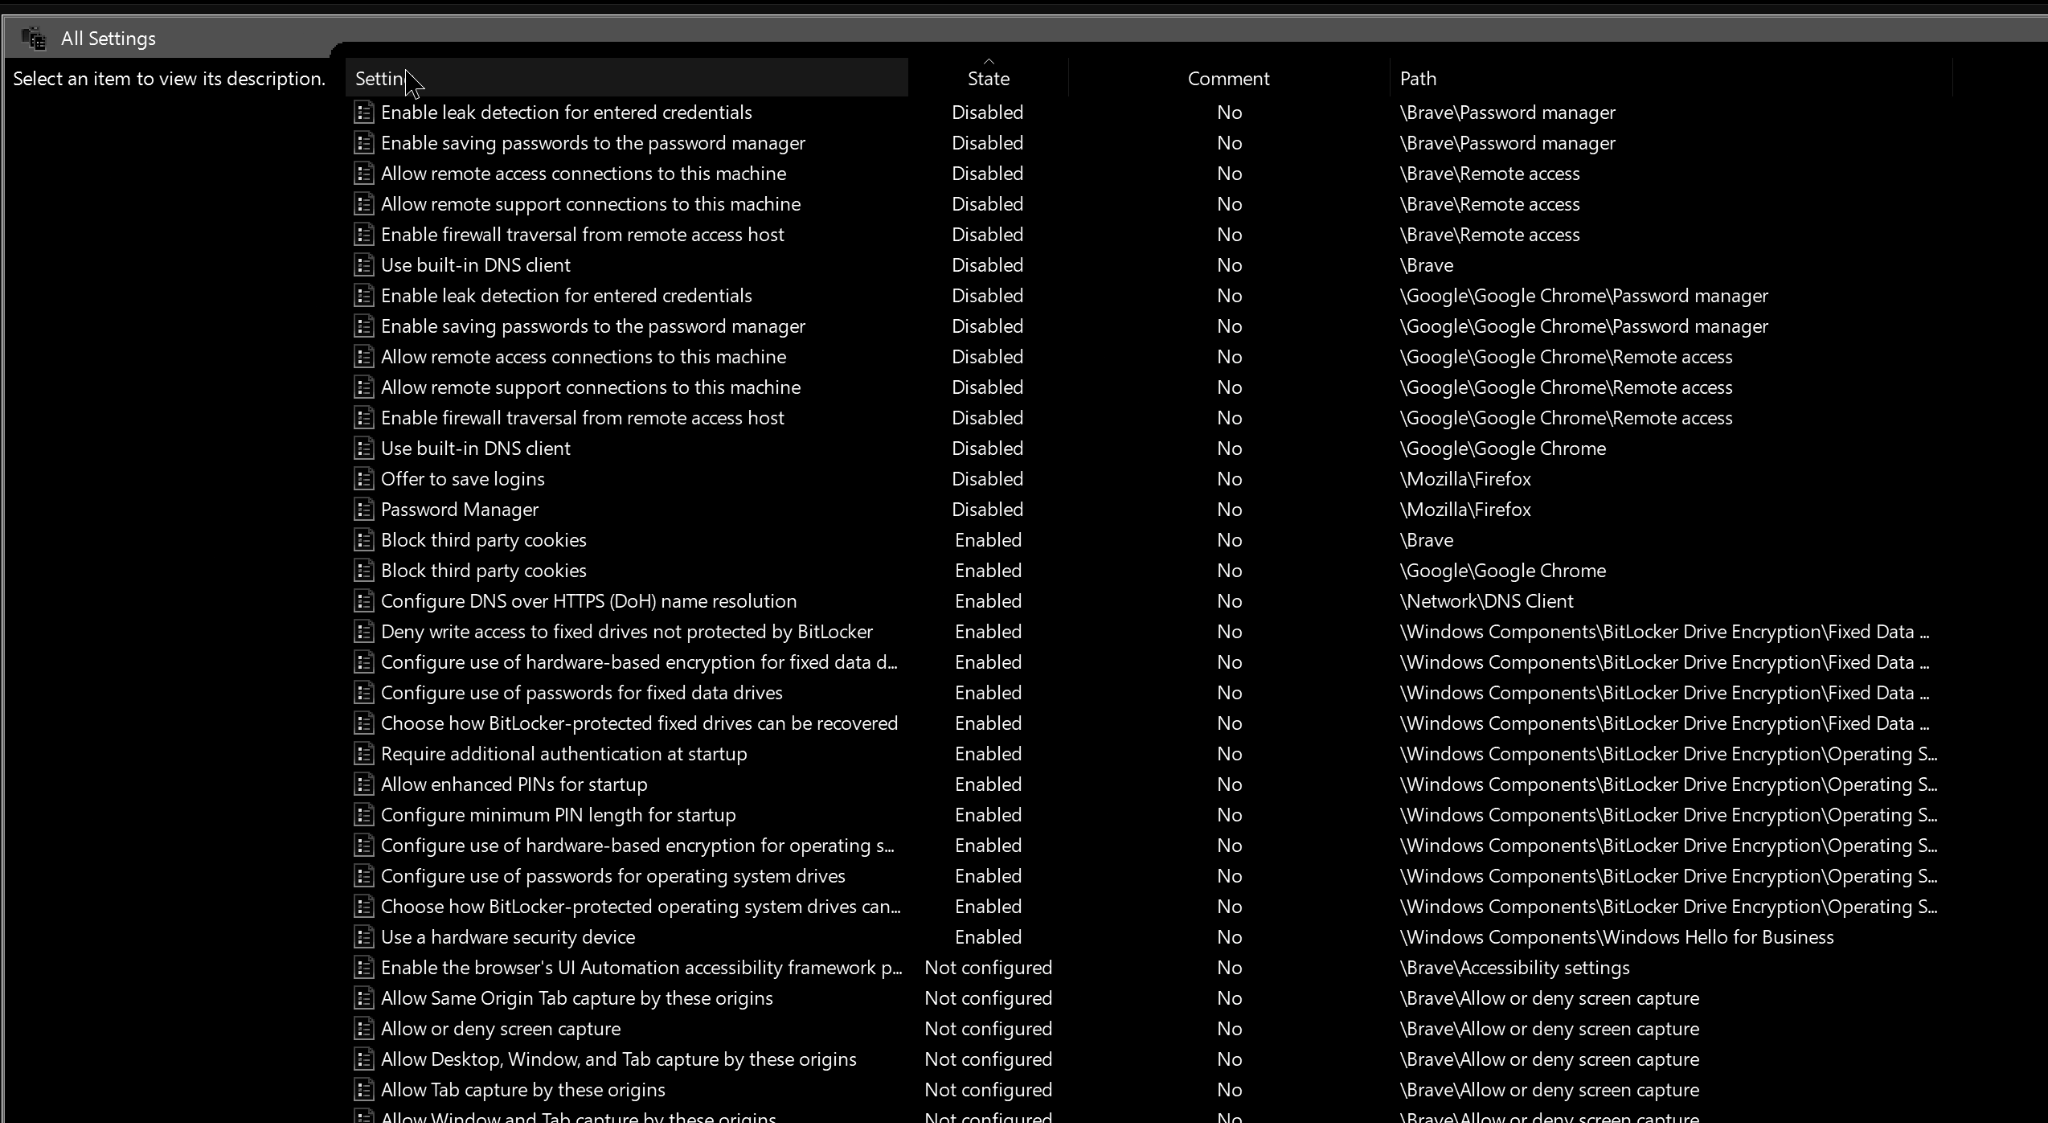 All Settings
Select an item to view its description.
Setting State Comment Path
Enable leak detection for entered credentials Disabled No \Brave\Password manager
Enable saving passwords to the password manager Disabled No \Brave\Password manager
Allow remote access connections to this machine Disabled No \Brave\Remote access
Allow remote support connections to this machine Disabled No \Brave\Remote access
Enable firewall traversal from remote access host Disabled No \Brave\Remote access
Use built-in DNS client Disabled No \Brave
Enable leak detection for entered credentials Disabled No \Google\Google Chrome\Password manager
Enable saving passwords to the password manager Disabled No \Google\Google Chrome\Password manager
Allow remote access connections to this machine Disabled No \Google\Google Chrome\Remote access
Allow remote support connections to this machine Disabled No \Google\Google Chrome\Remote access
Enable firewall traversal from remote access host Disabled No \Google\Google Chrome\Remote access
Use built-in DNS client Disabled No \Google\Google Chrome
Offer to save logins Disabled No \Mozilla\Firefox
Password Manager Disabled No \Mozilla\Firefox
Block third party cookies Enabled No \Brave
Block third party cookies Enabled No \Google\Google Chrome
Configure DNS over HTTPS (DoH) name resolution Enabled No \Network\DNS Client
Deny write access to fixed drives not protected by BitLocker Enabled No \Windows Components\BitLocker Drive Encryption\Fixed Data ...
Configure use of hardware-based encryption for fixed data d... Enabled No \Windows Components\BitLocker Drive Encryption\Fixed Data ...
Configure use of passwords for fixed data drives Enabled No \Windows Components\BitLocker Drive Encryption\Fixed Data ...
Choose how BitLocker-protected fixed drives can be recovered Enabled No \Windows Components\BitLocker Drive Encryption\Fixed Data ...
Require additional authentication at startup Enabled No \Windows Components\BitLocker Drive Encryption\Operating S...
Allow enhanced PINs for startup Enabled No \Windows Components\BitLocker Drive Encryption\Operating S...
Configure minimum PIN length for startup Enabled No \Windows Components\BitLocker Drive Encryption\Operating S...
Configure use of hardware-based encryption for operating s... Enabled No \Windows Components\BitLocker Drive Encryption\Operating S...
Configure use of passwords for operating system drives Enabled No \Windows Components\BitLocker Drive Encryption\Operating S...
Choose how BitLocker-protected operating system drives can... Enabled No \Windows Components\BitLocker Drive Encryption\Operating S...
Use a hardware security device Enabled No \Windows Components\Windows Hello for Business
Enable the browser's UI Automation accessibility framework p... Not configured No \Brave\Accessibility settings
Allow Same Origin Tab capture by these origins Not configured No \Brave\Allow or deny screen capture
Allow or deny screen capture Not configured No \Brave\Allow or deny screen capture
Allow Desktop, Window, and Tab capture by these origins Not configured No \Brave\Allow or deny screen capture
Allow Tab capture by these origins Not configured No \Brave\Allow or deny screen capture
Allow Window and Tab capture by these origins Not configured No \Brave\Allow or deny screen capture